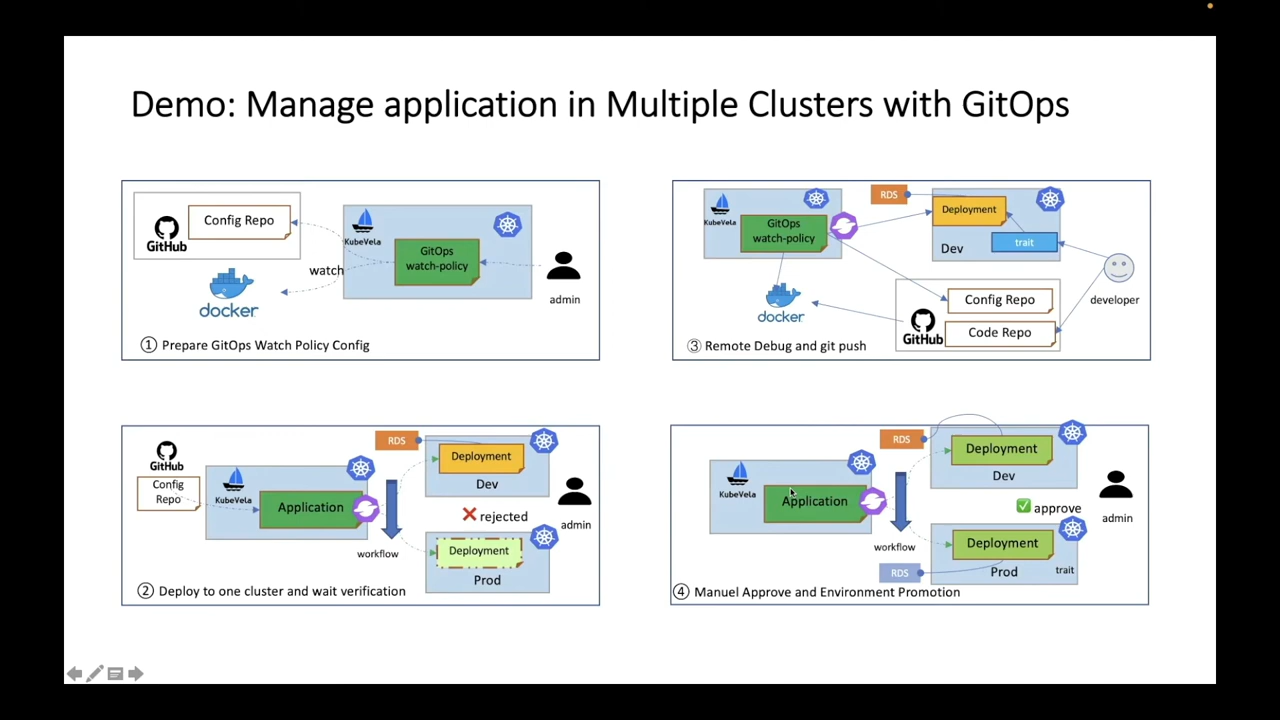 Demo: Manage application in Multiple Clusters with GitOps
GitHub
Config Repo
KubeVela
GitOps
watch-policy
watch
docker
admin
① Prepare GitOps Watch Policy Config
RDS
KubeVela
GitOps
watch-policy
Deployment
Dev
trait
developer
docker
GitHub
Config Repo
Code Repo
③ Remote Debug and git push
GitHub
Config
Repo
KubeVela
Application
workflow
RDS
Deployment
Dev
rejected
admin
Deployment
Prod
② Deploy to one cluster and wait verification
KubeVela
Application
workflow
RDS
Deployment
Dev
approve
admin
Deployment
RDS
Prod
trait
④ Manuel Approve and Environment Promotion